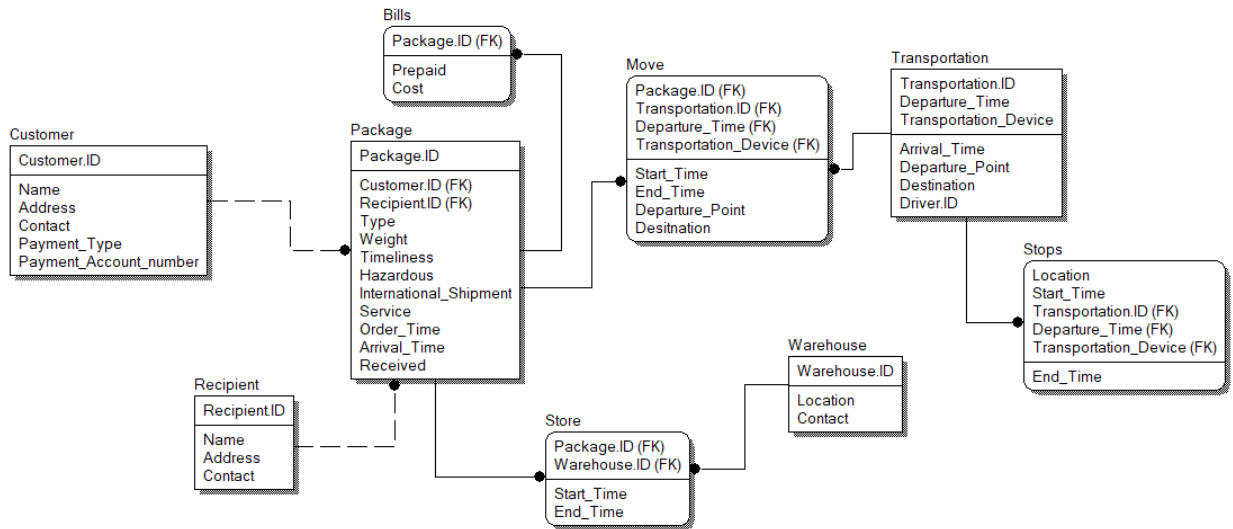 Bills
Package.ID (FK)
Prepaid
Cost
Customer
Customer.ID
Name
Address
Contact
Payment_Type
Payment_Account_number
Package
Package.ID
Customer.ID (FK)
Recipient.ID (FK)
Type
Weight
Timeliness
Hazardous
International_Shipment
Service
Order_Time
Arrival_Time
Received
Recipient
Recipient.ID
Name
Address
Contact
Move
Package.ID (FK)
Transportation.ID (FK)
Departure_Time (FK)
Transportation_Device (FK)
Start_Time
End_Time
Departure_Point
Desitnation
Transportation
Transportation.ID
Departure_Time
Transportation_Device
Arrival_Time
Departure_Point
Destination
Driver.ID
Stops
Location
Start_Time
Transportation.ID (FK)
Departure_Time (FK)
Transportation_Device (FK)
End_Time
Warehouse
Warehouse.ID
Location
Contact
Store
Package.ID (FK)
Warehouse.ID (FK)
Start_Time
End_Time